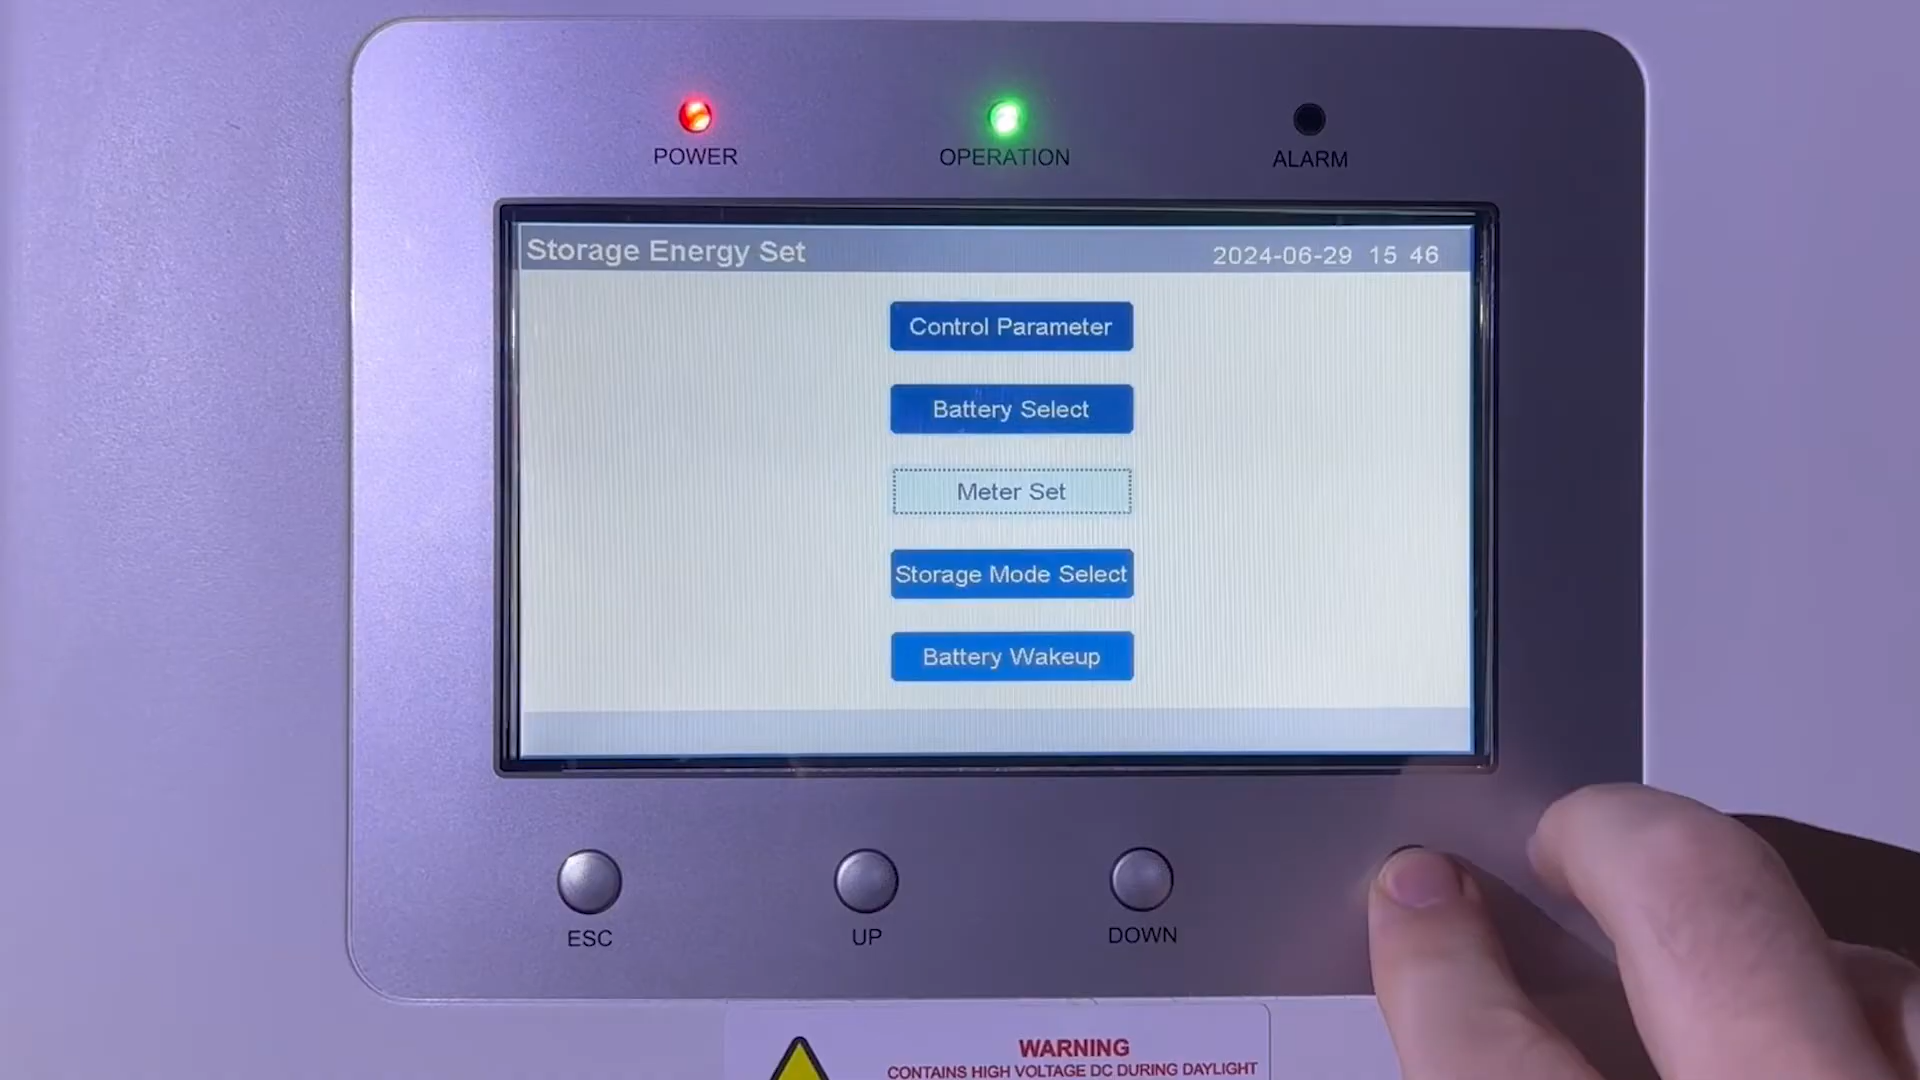 POWER
OPERATION
ALARM
Storage Energy Set
2024-06-29 15 46
Control Parameter
Battery Select
Meter Set
Storage Mode Select
Battery Wakeup
ESC
UP
DOWN
WARNING
CONTAINS HIGH VOLTAGE DC DURING DAYLIGHT